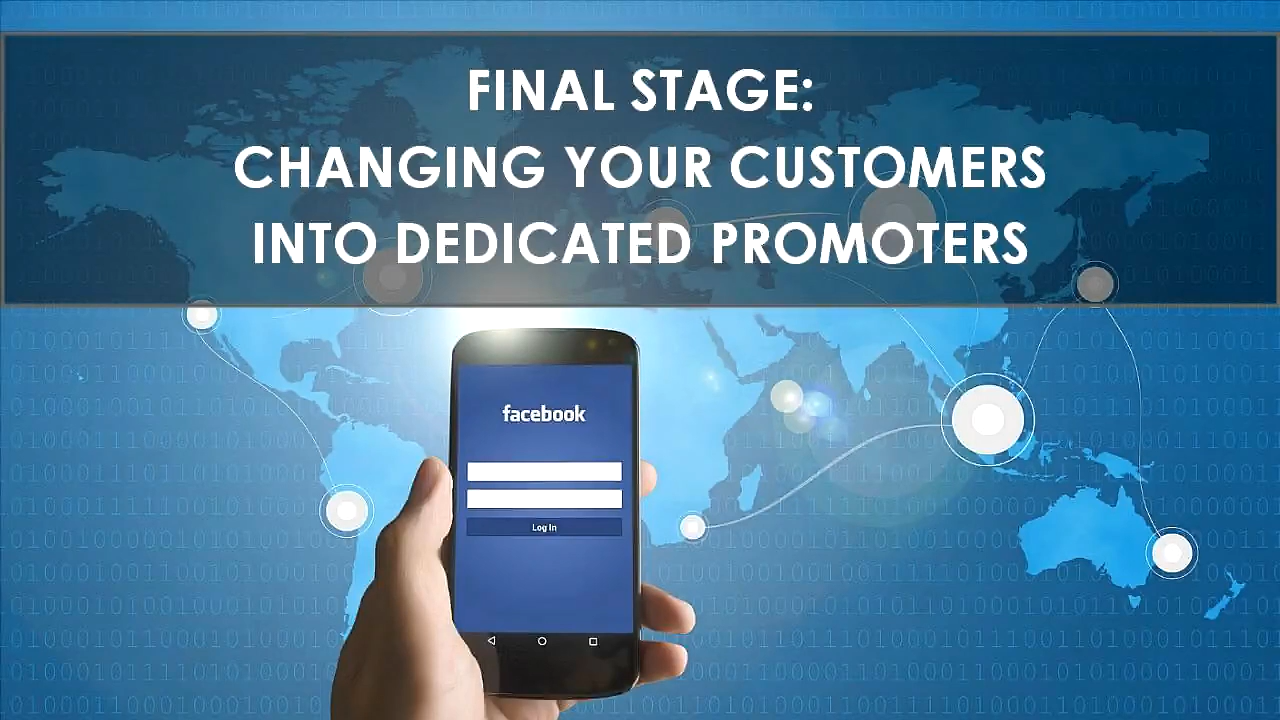 FINAL STAGE:
CHANGING YOUR CUSTOMERS
INTO DEDICATED PROMOTERS
facebook
Log In